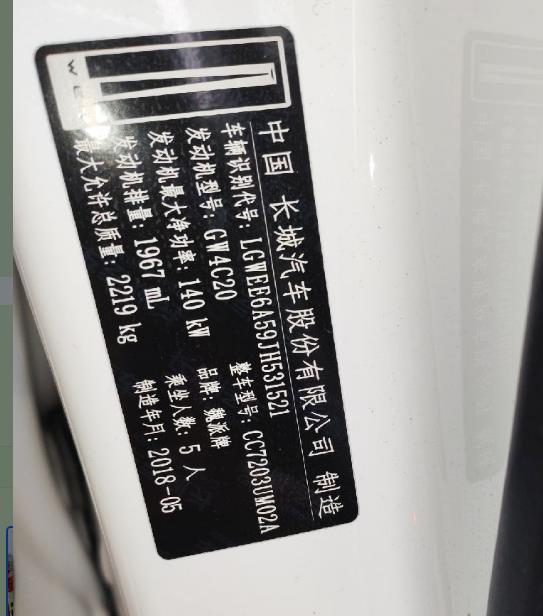 WE
中国 长城汽车股份有限公司 制造
车辆识别代号: LGWEE6A59JH531521
发动机型号: GW4C20 整车型号: CC7203UM02A
发动机最大净功率: 140 kW 品牌: 魏派牌
发动机排量: 1967 mL 乘坐人数: 5 人
最大允许总质量: 2219 kg 制造年月: 2018-05